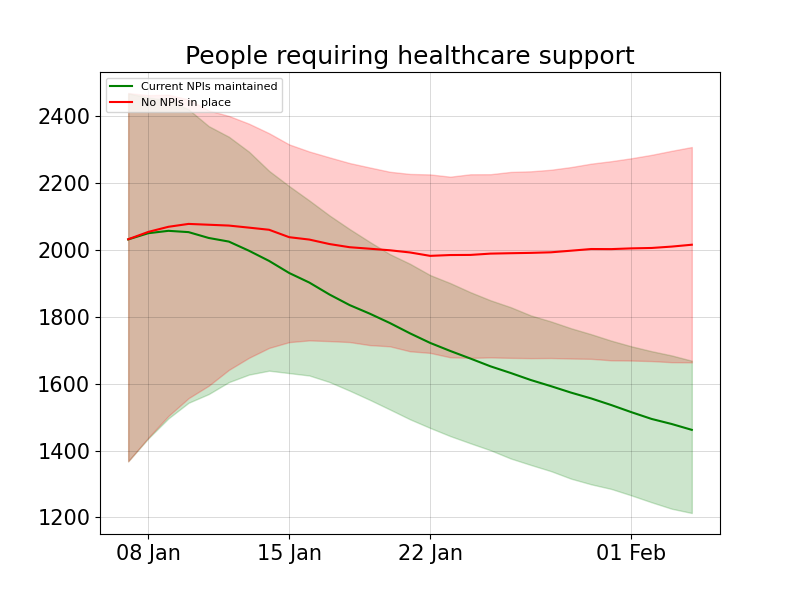 People requiring healthcare support
Current NPIs maintained
No NPIs in place
2400
2200
2000
1800
1600
1400
1200
08 Jan
15 Jan
22 Jan
01 Feb